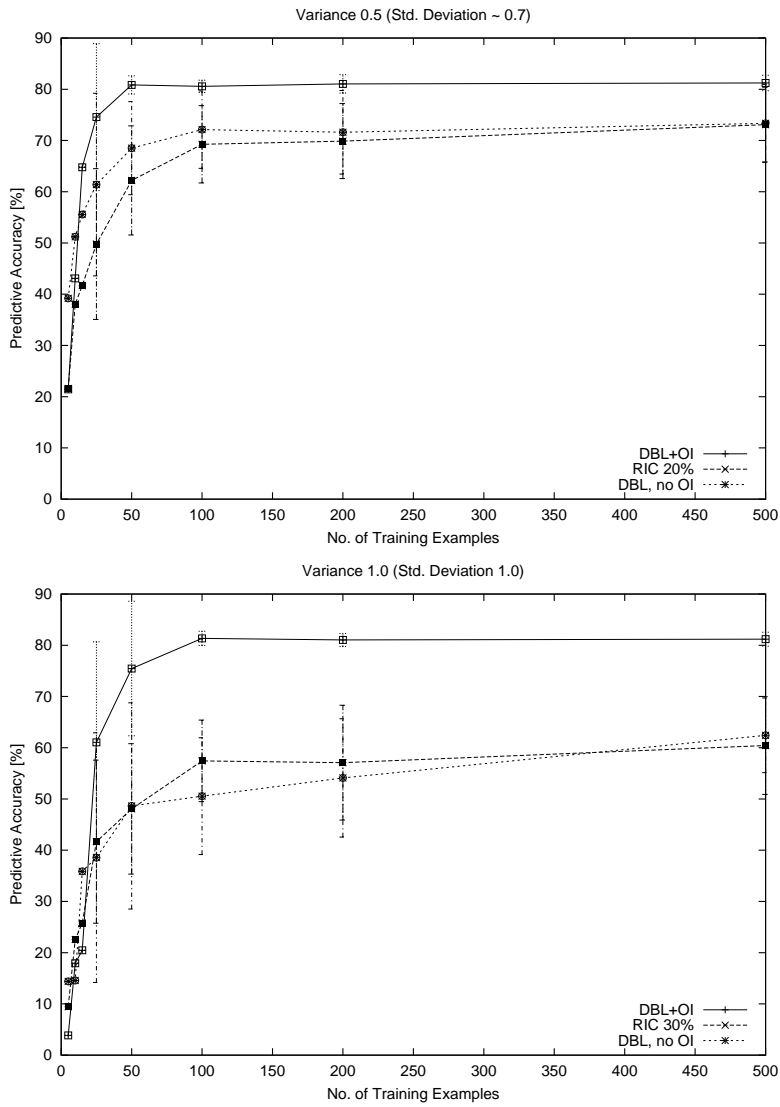 Variance 0.5 (Std. Deviation ~ 0.7)
90
80
70
60
50
40
30
20
10
0
Predictive Accuracy [%]
DBL+OI
RIC 20%
DBL, no OI
0 50 100 150 200 250 300 350 400 450 500
No. of Training Examples
Variance 1.0 (Std. Deviation 1.0)
90
80
70
60
50
40
30
20
10
0
Predictive Accuracy [%]
DBL+OI
RIC 30%
DBL, no OI
0 50 100 150 200 250 300 350 400 450 500
No. of Training Examples